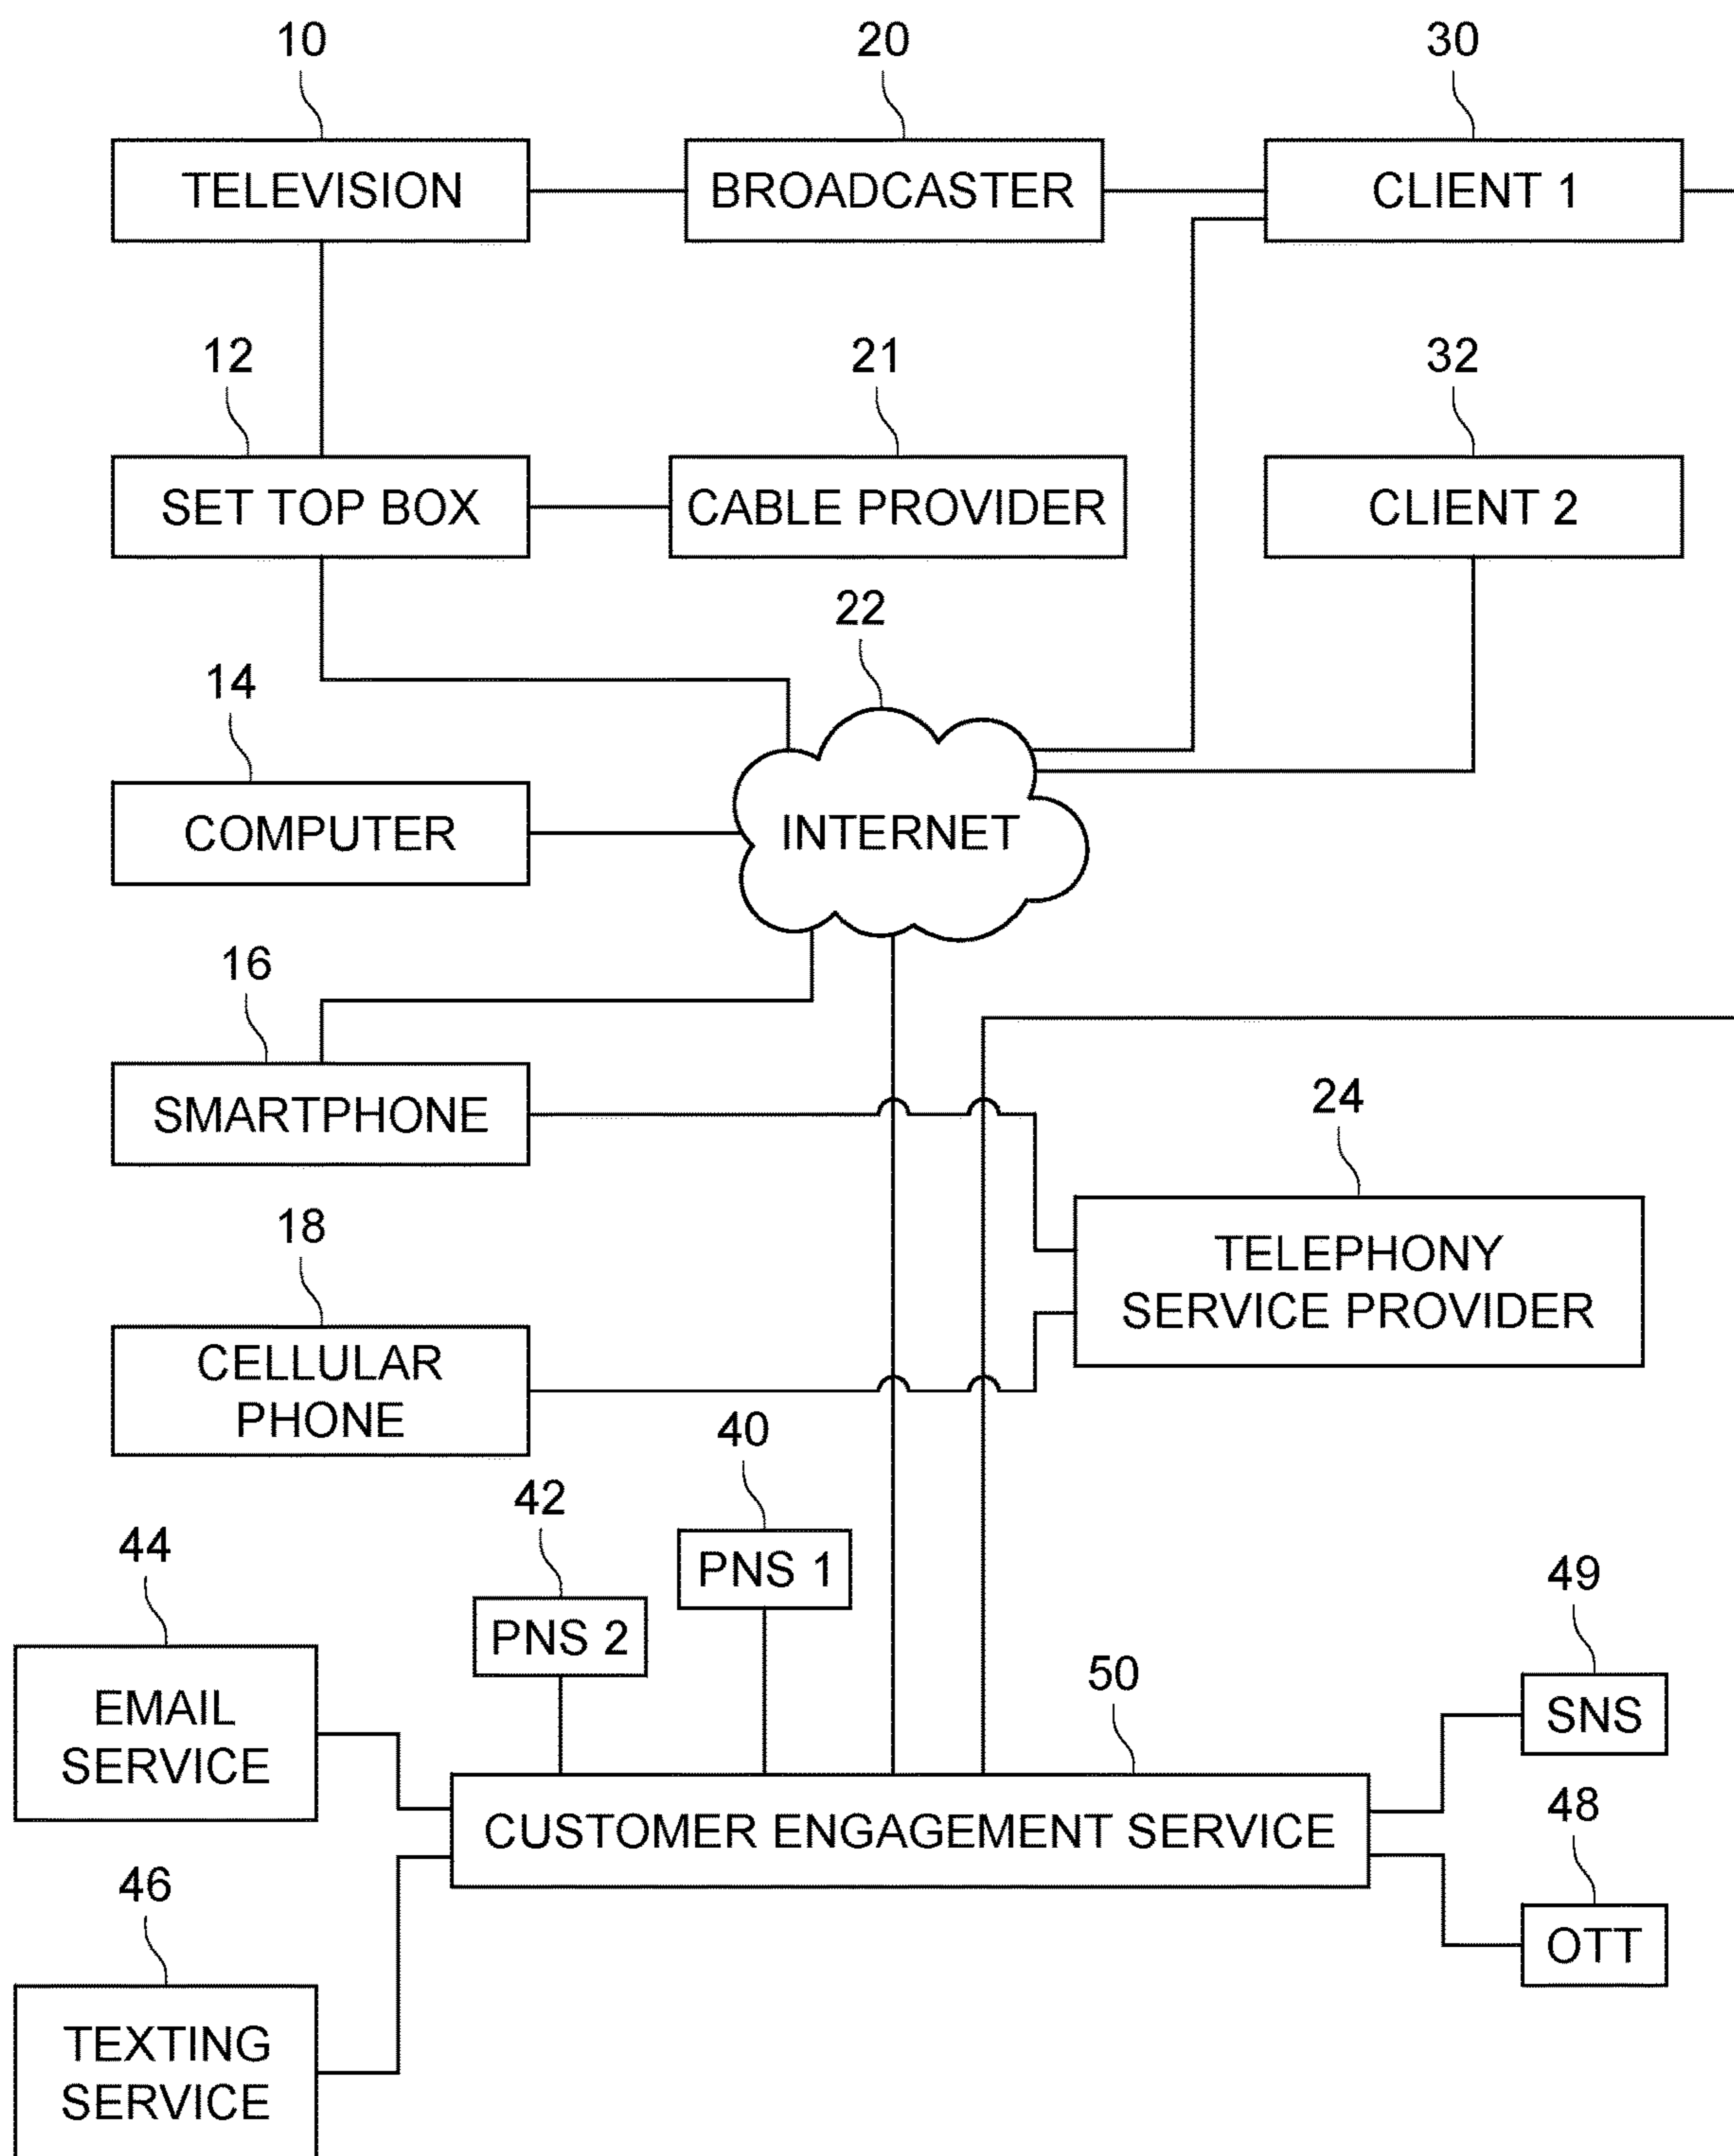 10
20
30
TELEVISION
BROADCASTER
CLIENT 1
12
21
32
SET TOP BOX
CABLE PROVIDER
CLIENT 2
22
14
COMPUTER
INTERNET
16
SMARTPHONE
24
TELEPHONY
SERVICE PROVIDER
18
CELLULAR
PHONE
40
PNS 1
42
PNS 2
44
EMAIL
SERVICE
49
SNS
50
CUSTOMER ENGAGEMENT SERVICE
48
OTT
46
TEXTING
SERVICE